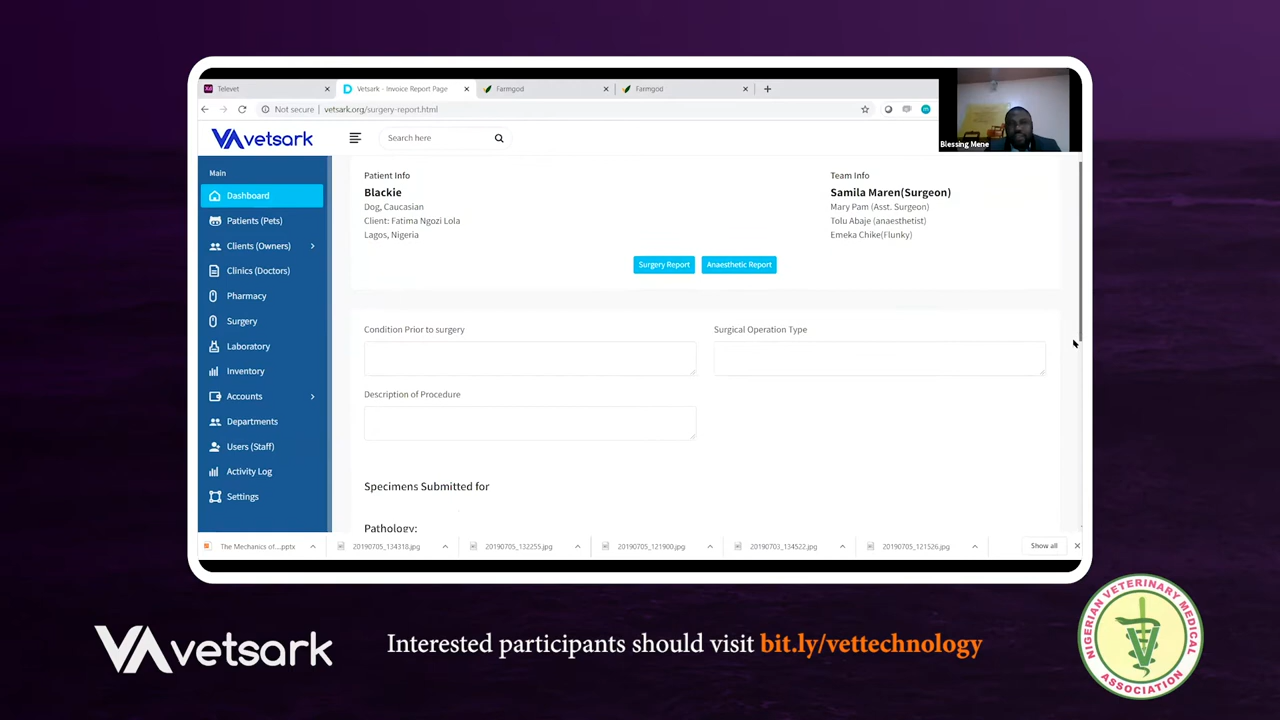 Televet
Vetsark - Invoice Report Page
Farmgod
Farmgod
Not secure | vetsark.org/surgery-report.html
Blessing Mene
VA vetsark
Search here
Main
Dashboard
Patients (Pets)
Clients (Owners)
Clinics (Doctors)
Pharmacy
Surgery
Laboratory
Inventory
Accounts
Departments
Users (Staff)
Activity Log
Settings
Patient Info
Blackie
Dog, Caucasian
Client: Fatima Ngozi Lola
Lagos, Nigeria
Team Info
Samila Maren(Surgeon)
Mary Pam (Asst. Surgeon)
Tolu Abaje (anaesthetist)
Emeka Chike(Flunky)
Surgery Report
Anaesthetic Report
Condition Prior to surgery
Surgical Operation Type
Description of Procedure
Specimens Submitted for
Pathology:
The Mechanics of....pptx
20190705_134318.jpg
20190705_132255.jpg
20190705_121900.jpg
20190703_134522.jpg
20190705_121526.jpg
Show all
VA vetsark
Interested participants should visit bit.ly/vettechnology
NIGERIAN VETERINARY MEDICAL
ASSOCIATION